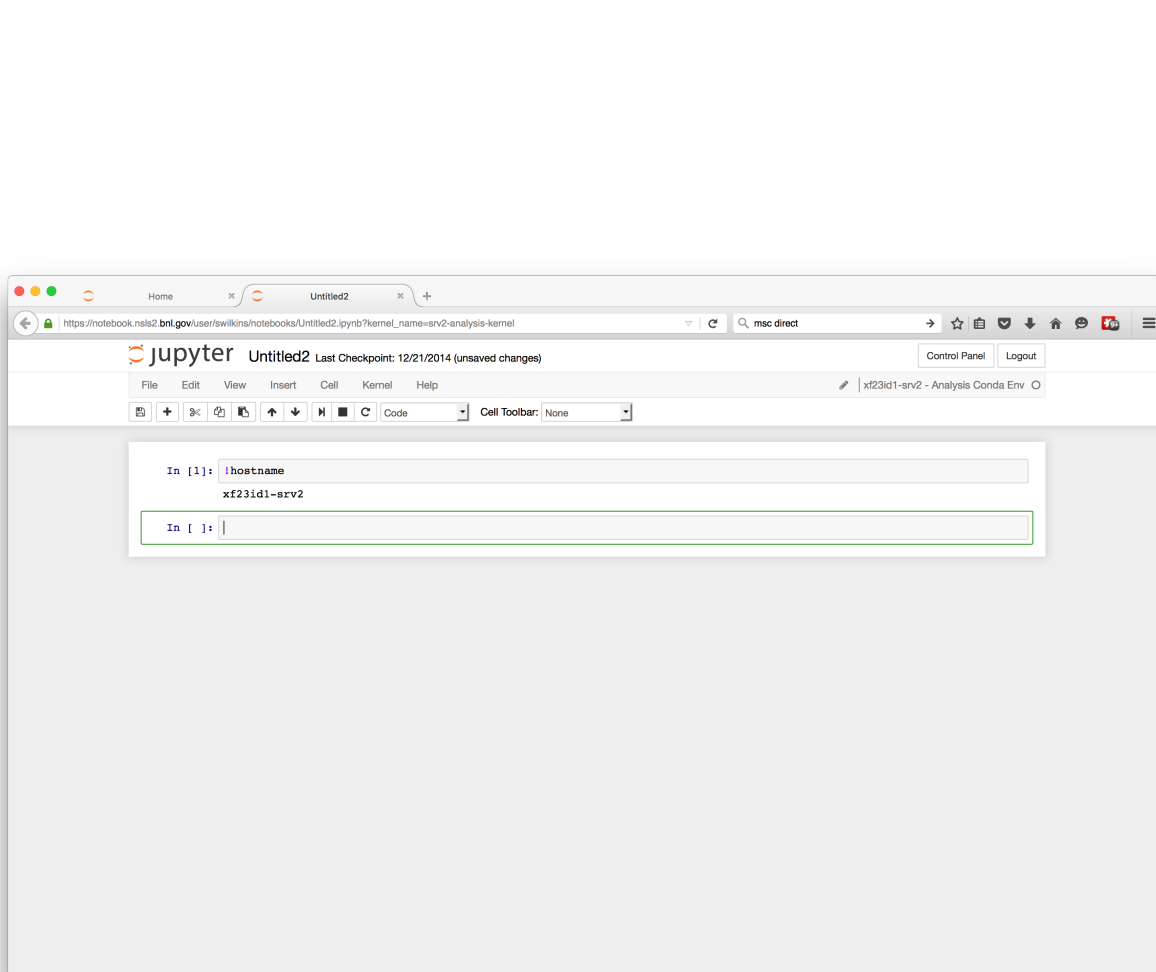 Home
Untitled2
https://notebook.nsls2.bnl.gov/user/swilkins/notebooks/Untitled2.ipynb?kernel_name=srv2-analysis-kernel
msc direct
jupyter Untitled2 Last Checkpoint: 12/21/2014 (unsaved changes)
Control Panel Logout
File Edit View Insert Cell Kernel Help
xf23id1-srv2 - Analysis Conda Env
Code Cell Toolbar: None
In [1]: !hostname
xf23id1-srv2
In [ ]: